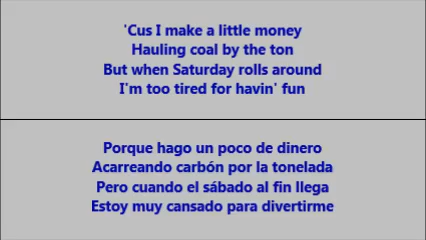 'Cus I make a little money
Hauling coal by the ton
But when Saturday rolls around
I'm too tired for havin' fun
Porque hago un poco de dinero
Acarreando carbón por la tonelada
Pero cuando el sábado al fin llega
Estoy muy cansado para divertirme